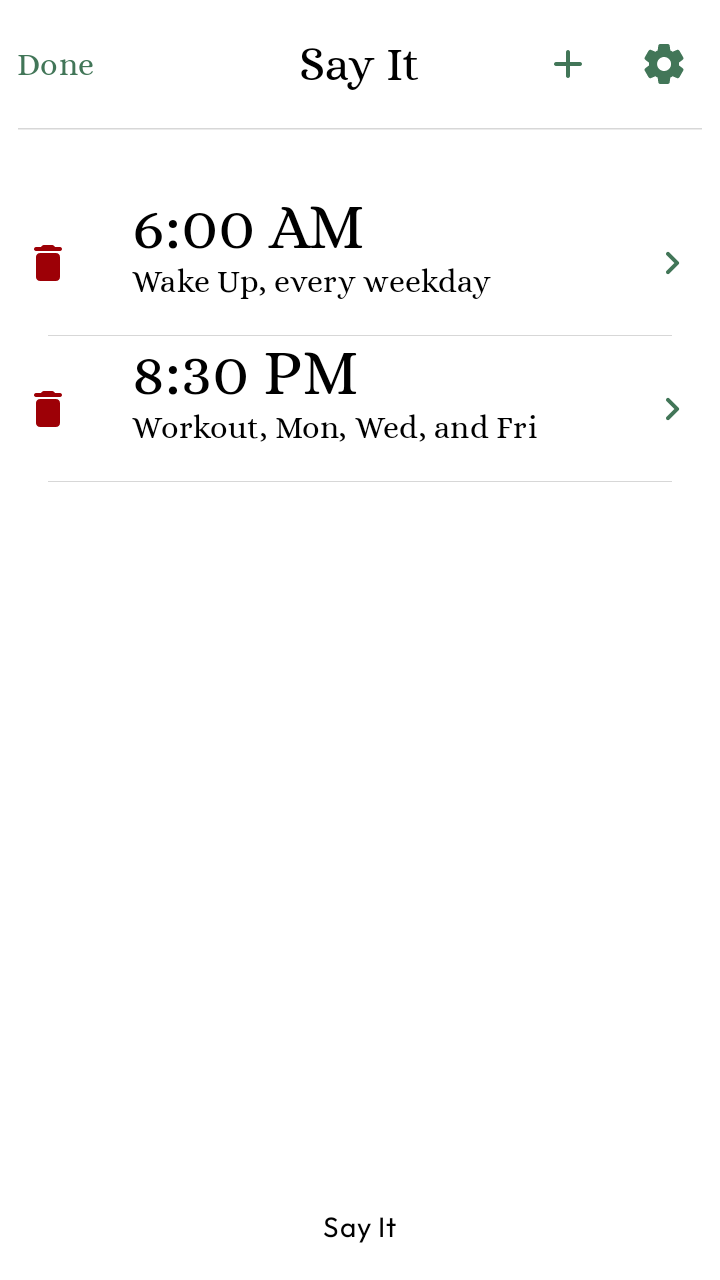 Done
Say It
6:00 AM
Wake Up, every weekday
8:30 PM
Workout, Mon, Wed, and Fri
Say It